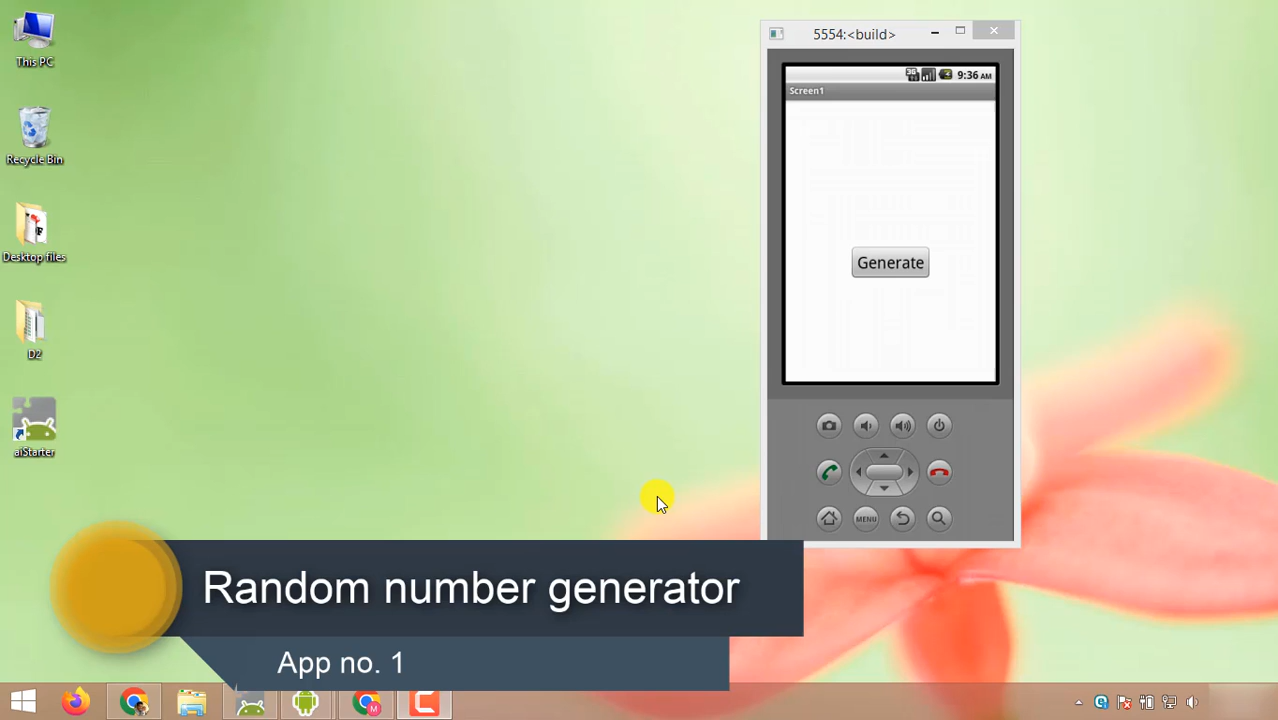 This PC
Recycle Bin
Desktop files
D2
aiStarter
5554:<build>
3G
9:36 AM
Screen1
Generate
MENU
Random number generator
App no. 1